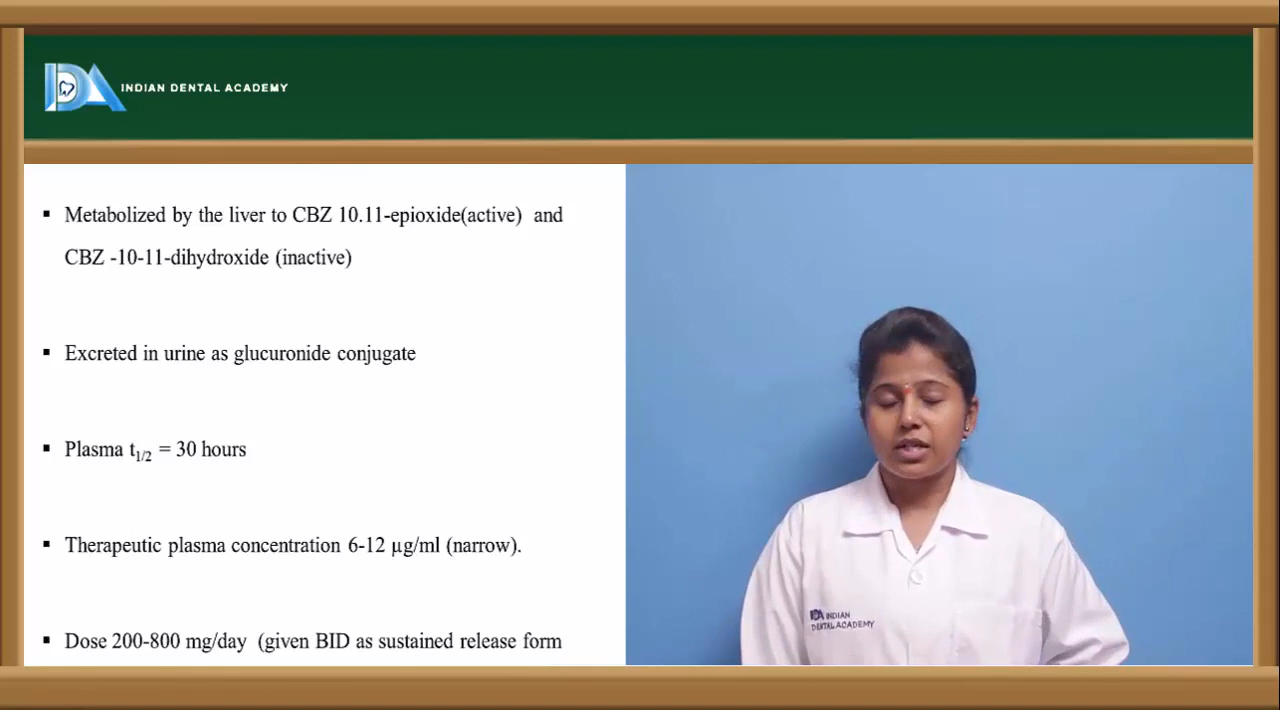 IDA INDIAN DENTAL ACADEMY
▪ Metabolized by the liver to CBZ 10.11-epioxide(active) and
CBZ -10-11-dihydroxide (inactive)
▪ Excreted in urine as glucuronide conjugate
▪ Plasma t1/2 = 30 hours
▪ Therapeutic plasma concentration 6-12 µg/ml (narrow).
▪ Dose 200-800 mg/day (given BID as sustained release form
IDA INDIAN
DENTAL ACADEMY